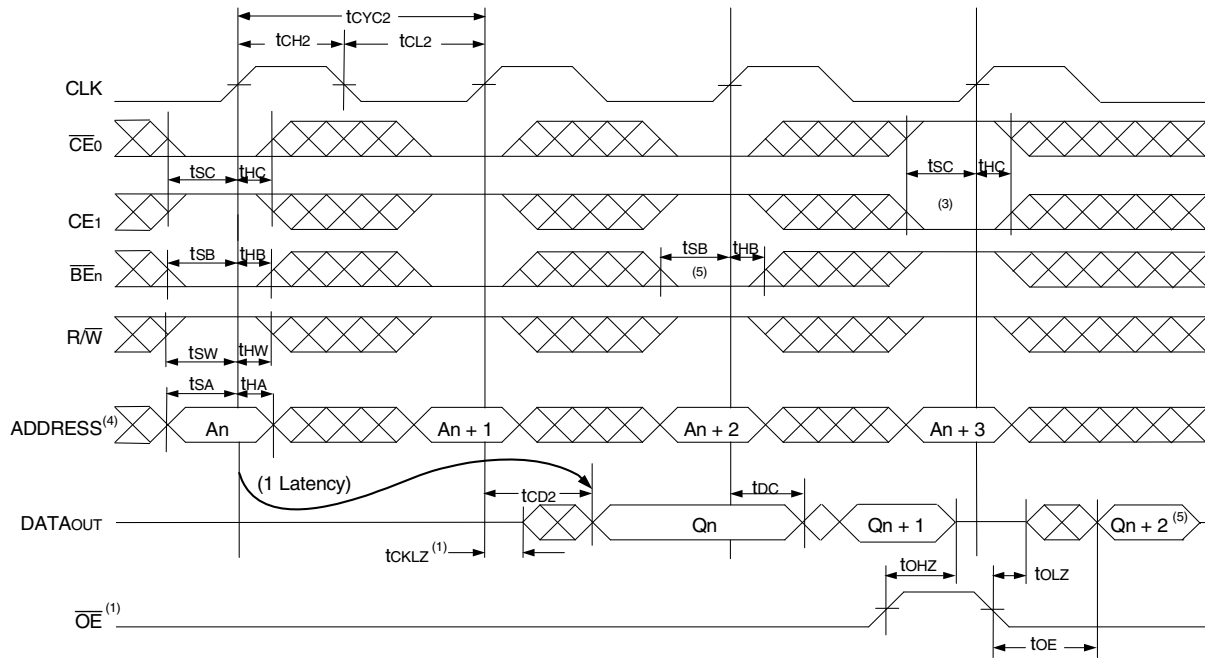 tCYC2
tCH2 tCL2
CLK
CE0
tSC tHC tSC tHC
CE1 (3)
tSB tHB tSB tHB
BEn (5)
R/W
tSW tHW
tSA tHA
ADDRESS(4) An An + 1 An + 2 An + 3
(1 Latency) tCD2 tDC
DATAOUT Qn Qn + 1 Qn + 2 (5)
tCKLZ (1) tOHZ tOLZ
OE (1)
tOE